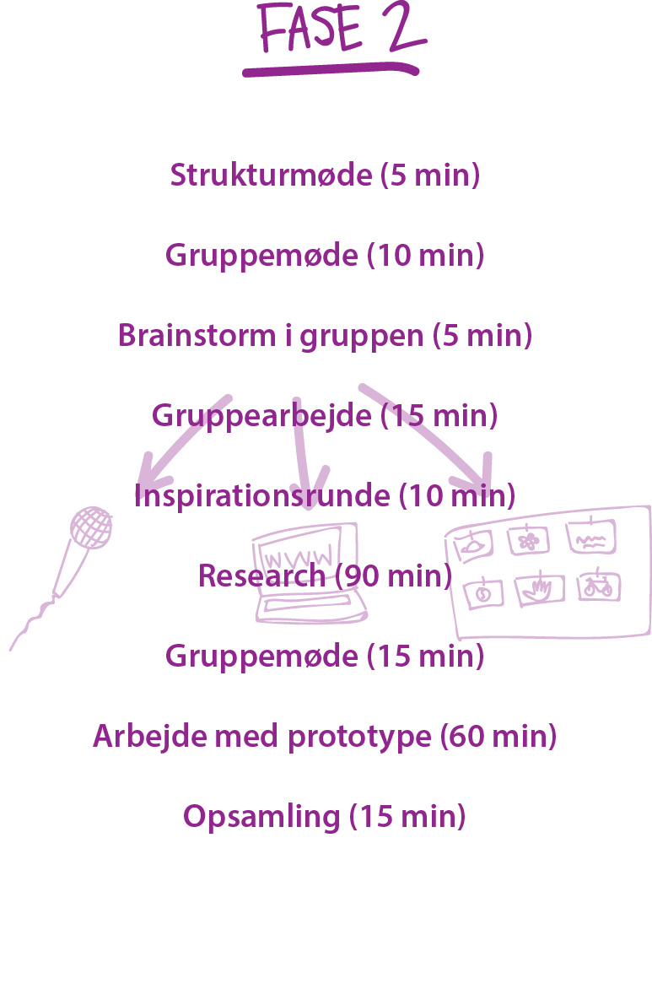 FASE 2
Strukturmøde (5 min)
Gruppemøde (10 min)
Brainstorm i gruppen (5 min)
Gruppearbejde (15 min)
Inspirationsrunde (10 min)
WWW
Research (90 min)
Gruppemøde (15 min)
Arbejde med prototype (60 min)
Opsamling (15 min)